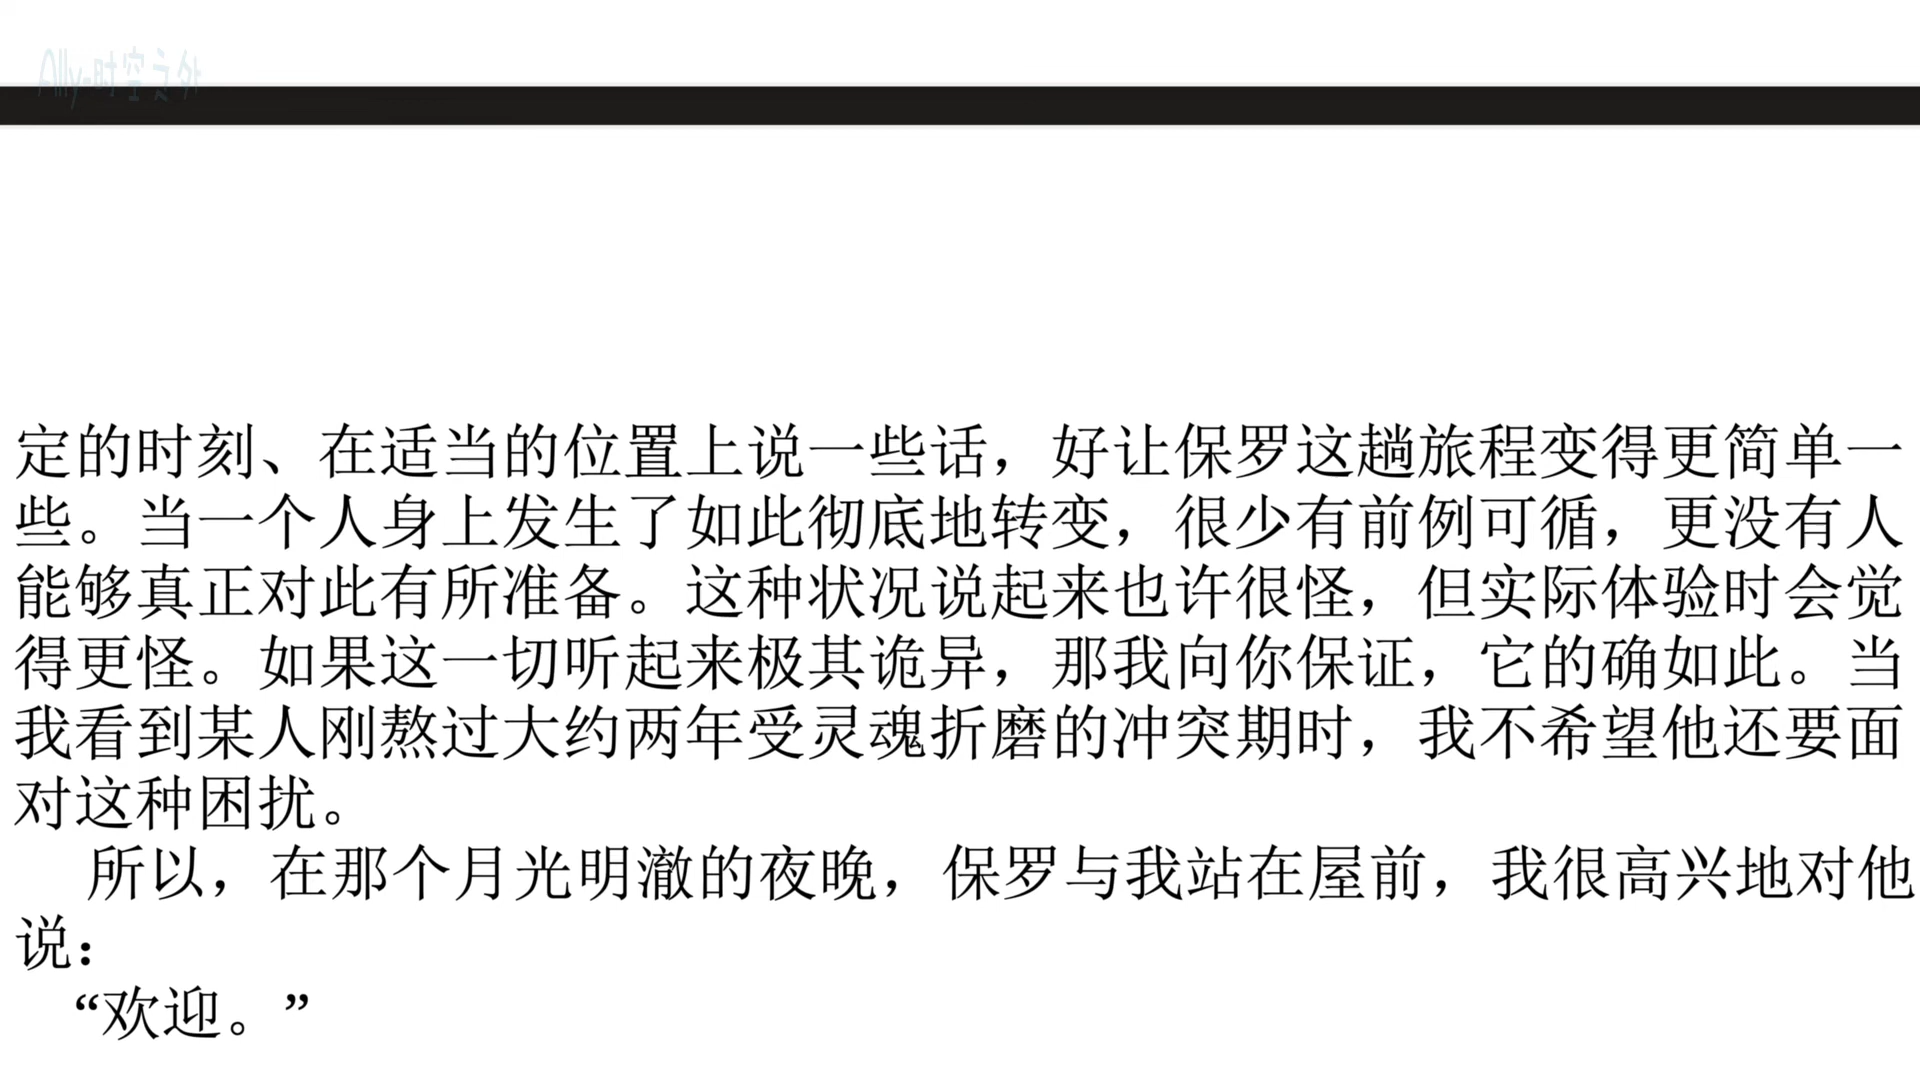 Ally-时空之外
定的时刻、在适当的位置上说一些话，好让保罗这趟旅程变得更简单一
些。当一个人身上发生了如此彻底地转变，很少有前例可循，更没有人
能够真正对此有所准备。这种状况说起来也许很怪，但实际体验时会觉
得更怪。如果这一切听起来极其诡异，那我向你保证，它的确如此。当
我看到某人刚熬过大约两年受灵魂折磨的冲突期时，我不希望他还要面
对这种困扰。
所以，在那个月光明澈的夜晚，保罗与我站在屋前，我很高兴地对他
说：
“欢迎。”